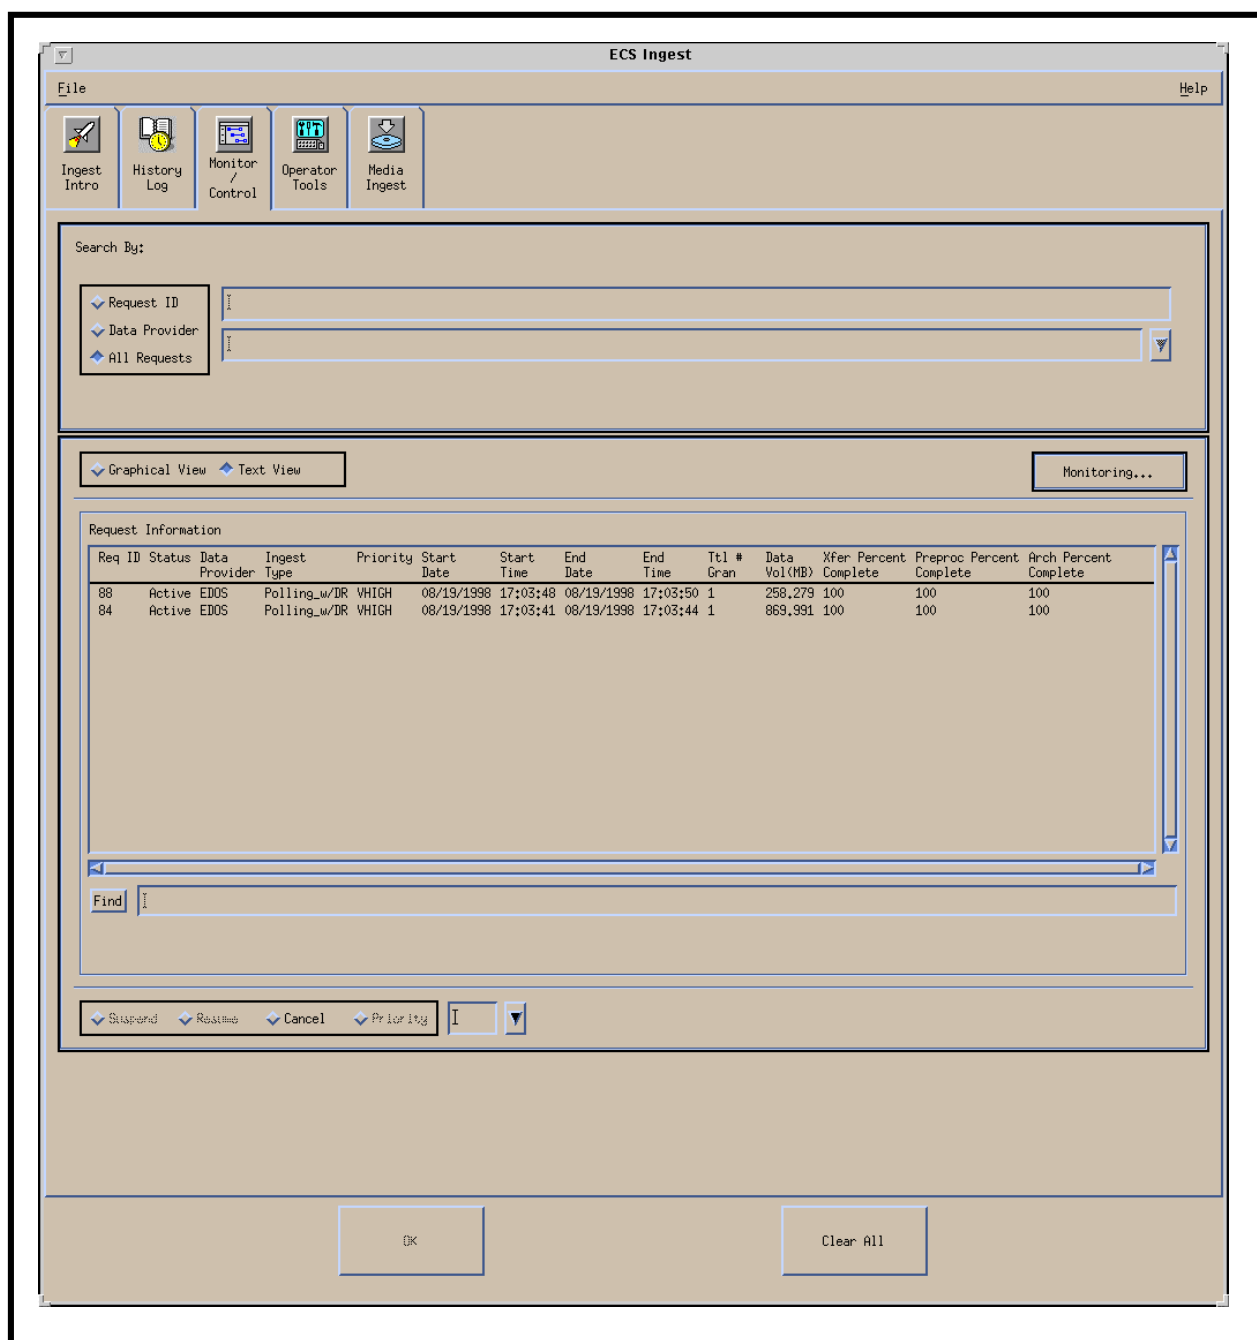 ECS Ingest
File Help
Ingest Intro
History Log
Monitor / Control
Operator Tools
Media Ingest
Search By:
Request ID
Data Provider
All Requests
Graphical View Text View Monitoring...
Request Information
Req ID Status Data Provider Ingest Type Priority Start Date Start Time End Date End Time Ttl # Gran Data Vol(MB) Xfer Percent Complete Preproc Percent Complete Arch Percent Complete
88 Active EDOS Polling_w/DR VHIGH 08/19/1998 17:03:48 08/19/1998 17:03:50 1 258.279 100 100 100
84 Active EDOS Polling_w/DR VHIGH 08/19/1998 17:03:41 08/19/1998 17:03:44 1 869.991 100 100 100
Find
Suspend Resume Cancel Priority
OK Clear All